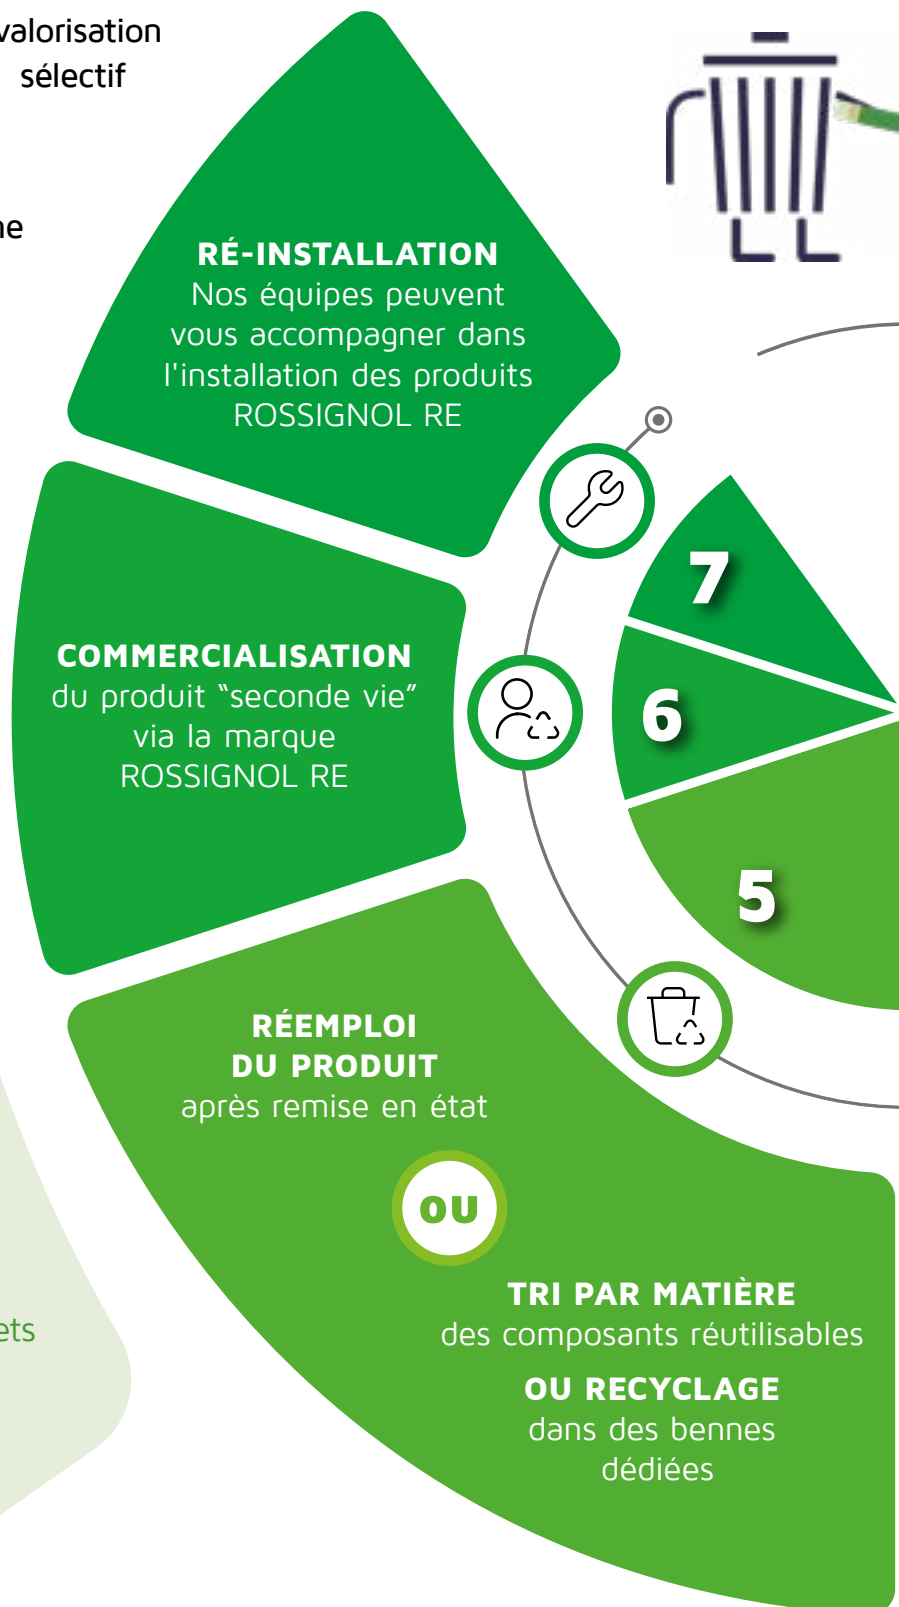 valorisation
sélectif
RÉ-INSTALLATION
Nos équipes peuvent
vous accompagner dans
l'installation des produits
ROSSIGNOL RE
7
COMMERCIALISATION
du produit “seconde vie”
via la marque
ROSSIGNOL RE
6
5
RÉEMPLOI
DU PRODUIT
après remise en état
OU
TRI PAR MATIÈRE
des composants réutilisables
OU RECYCLAGE
dans des bennes
dédiées